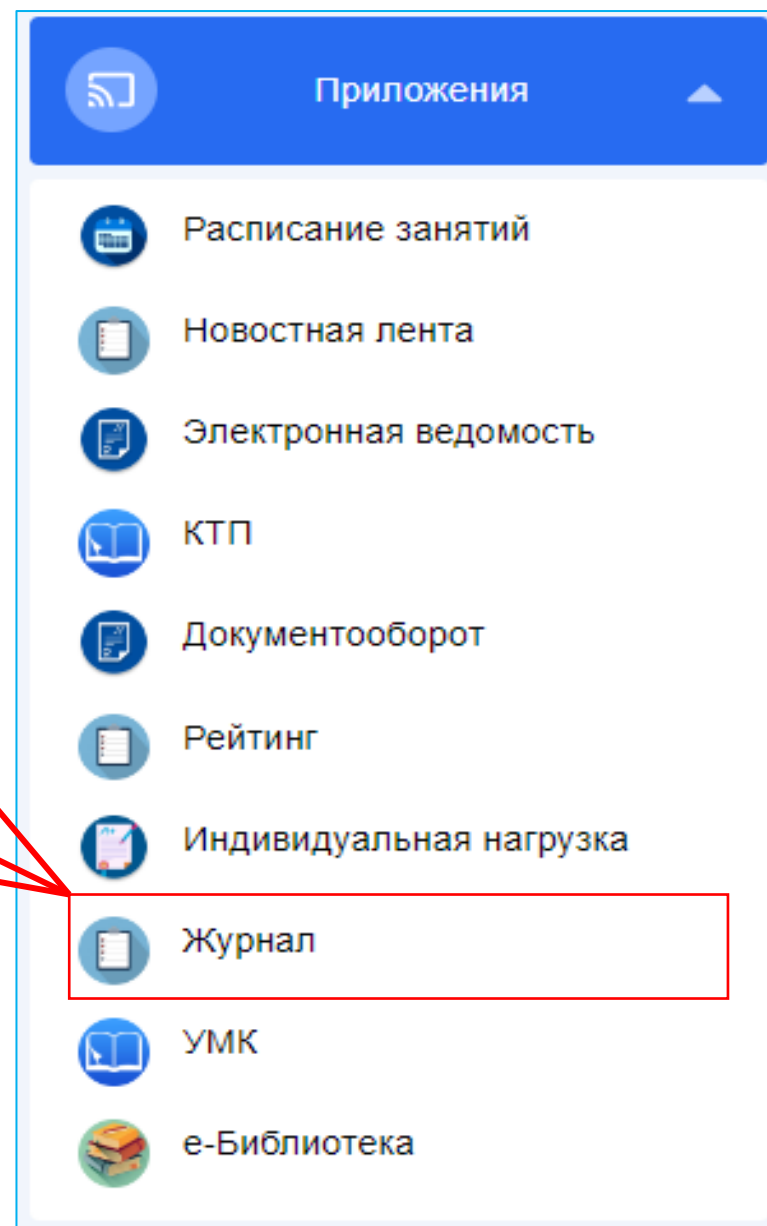 Приложения
Расписание занятий
Новостная лента
Электронная ведомость
КТП
Документооборот
Рейтинг
Индивидуальная нагрузка
Журнал
УМК
е-Библиотека